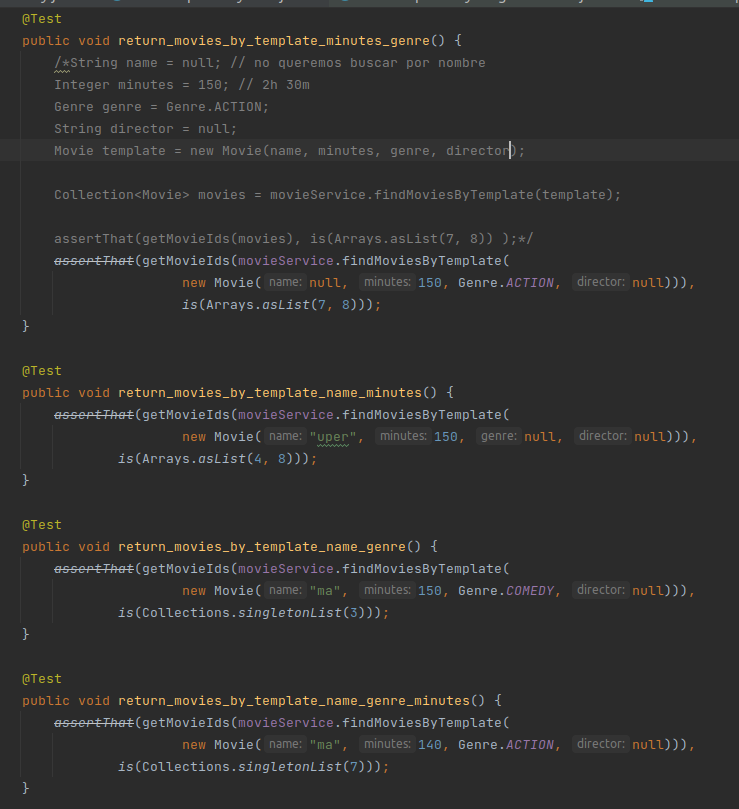 @Test
public void return_movies_by_template_minutes_genre() {
/*String name = null; // no queremos buscar por nombre
Integer minutes = 150; // 2h 30m
Genre genre = Genre.ACTION;
String director = null;
Movie template = new Movie(name, minutes, genre, director);
Collection<Movie> movies = movieService.findMoviesByTemplate(template);
assertThat(getMovieIds(movies), is(Arrays.asList(7, 8)) );*/
assertThat(getMovieIds(movieService.findMoviesByTemplate(
new Movie( name: null, minutes: 150, Genre.ACTION, director: null))),
is(Arrays.asList(7, 8)));
}
@Test
public void return_movies_by_template_name_minutes() {
assertThat(getMovieIds(movieService.findMoviesByTemplate(
new Movie( name: "uper", minutes: 150, genre: null, director: null))),
is(Arrays.asList(4, 8)));
}
@Test
public void return_movies_by_template_name_genre() {
assertThat(getMovieIds(movieService.findMoviesByTemplate(
new Movie( name: "ma", minutes: 150, Genre.COMEDY, director: null))),
is(Collections.singletonList(3)));
}
@Test
public void return_movies_by_template_name_genre_minutes() {
assertThat(getMovieIds(movieService.findMoviesByTemplate(
new Movie( name: "ma", minutes: 140, Genre.ACTION, director: null))),
is(Collections.singletonList(7)));
}